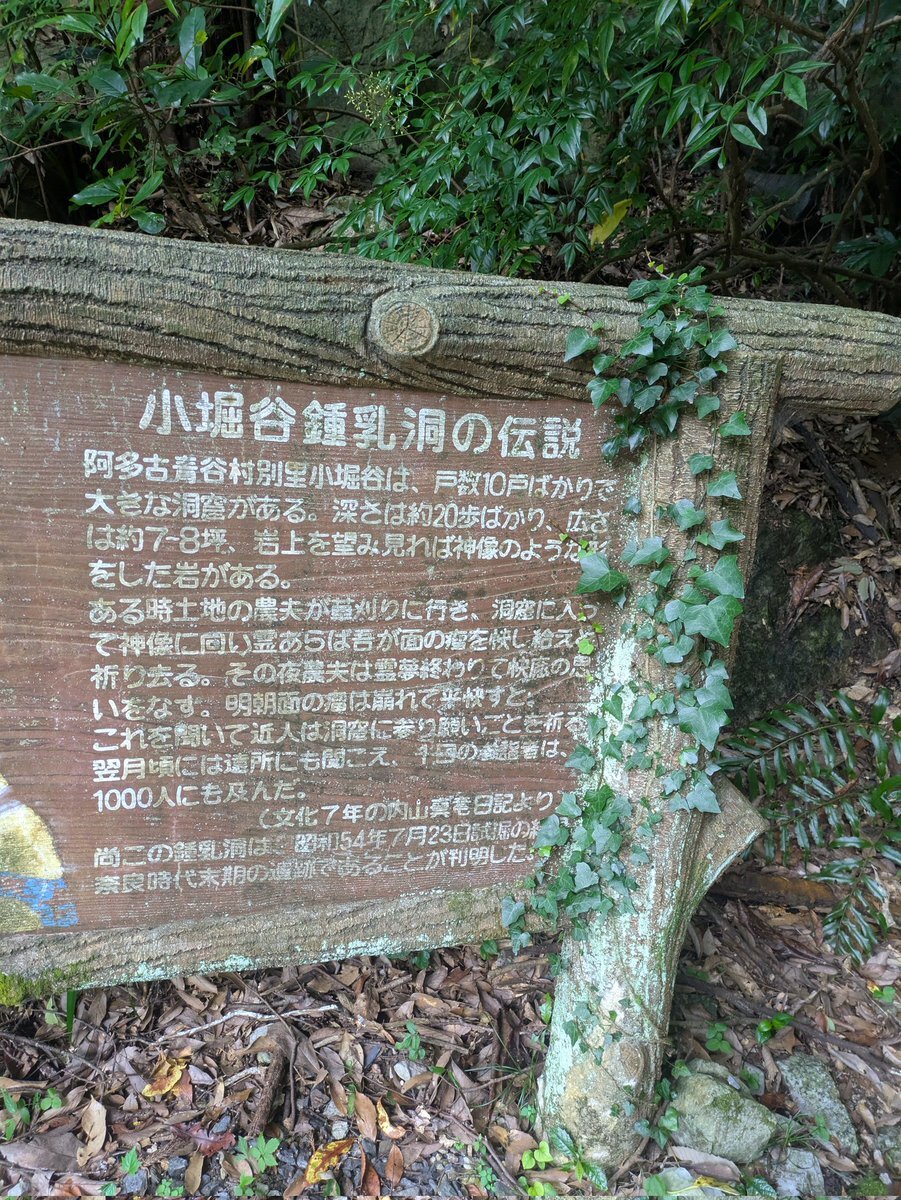 小堀谷鍾乳洞の伝説
阿多古着谷村別里小堀谷は、戸数10戸ばかりで
大きな洞窟がある。深さは約20歩ばかり、広さ
は約7-8坪、岩上を望み見れば神像のような形
をした岩がある。
ある時土地の農夫が草刈りに行き、洞窟に入っ
て神像に向い霊あらば吾が面の瘤を快し給えと
祈り去る。その夜農夫は霊夢終わりて快癒の思
いをなす。明朝面の瘤は崩れて平快すと。
これを聞いて近人は洞窟に参り願いごとを祈る
翌月頃には遠所にも聞こえ、1日の参詣者は、
1000人にも及んだ。
(文化7年の内山真竜日記より)
尚この鍾乳洞は、昭和54年7月23日試掘の結
奈良時代末期の遺跡であることが判明した。